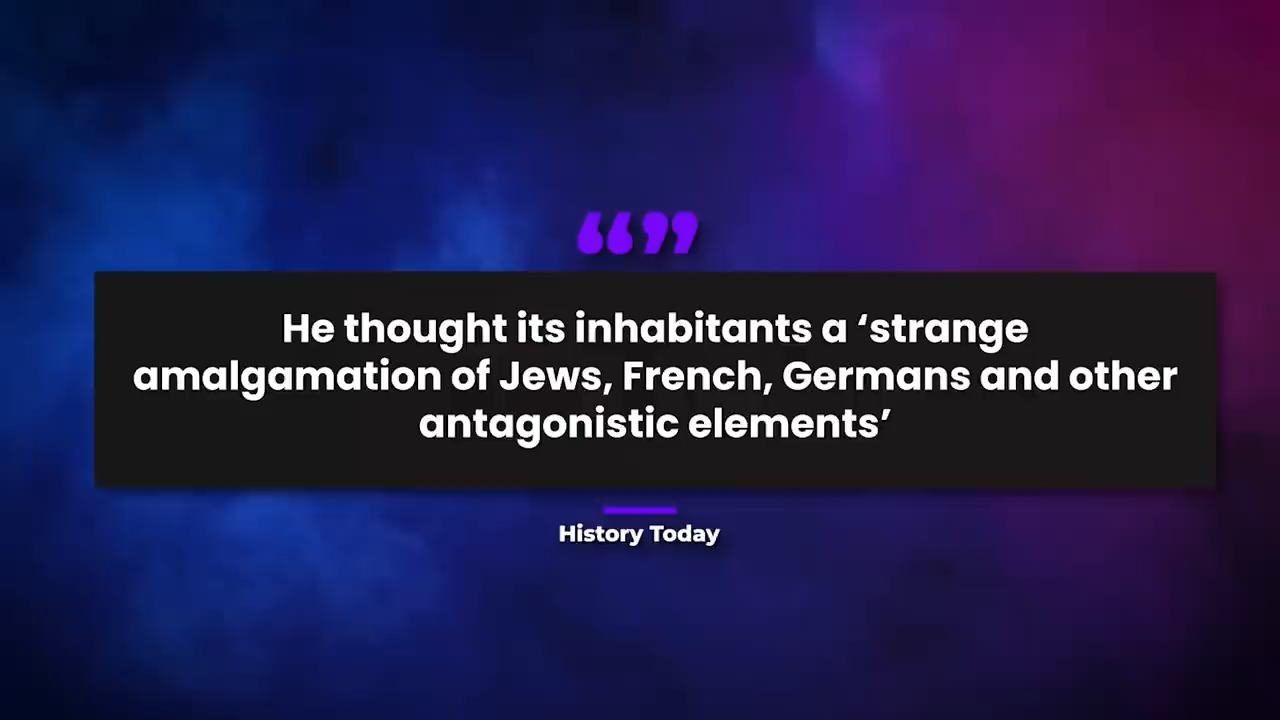 “”
He thought its inhabitants a ‘strange
amalgamation of Jews, French, Germans and other
antagonistic elements’
History Today